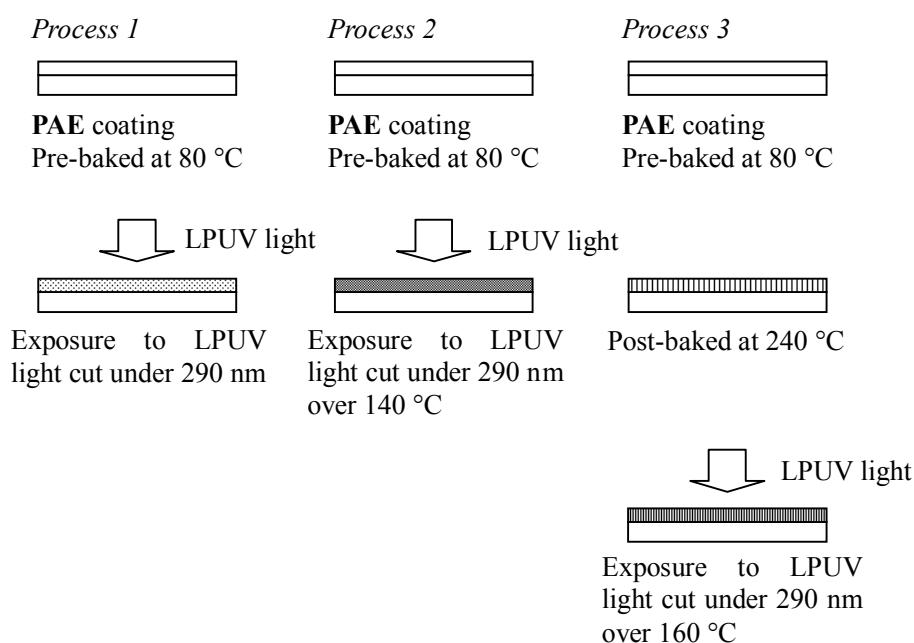 Process 1
PAE coating
Pre-baked at 80 °C
LPUV light
Exposure to LPUV
light cut under 290 nm
Process 2
PAE coating
Pre-baked at 80 °C
LPUV light
Exposure to LPUV
light cut under 290 nm
over 140 °C
Process 3
PAE coating
Pre-baked at 80 °C
Post-baked at 240 °C
LPUV light
Exposure to LPUV
light cut under 290 nm
over 160 °C